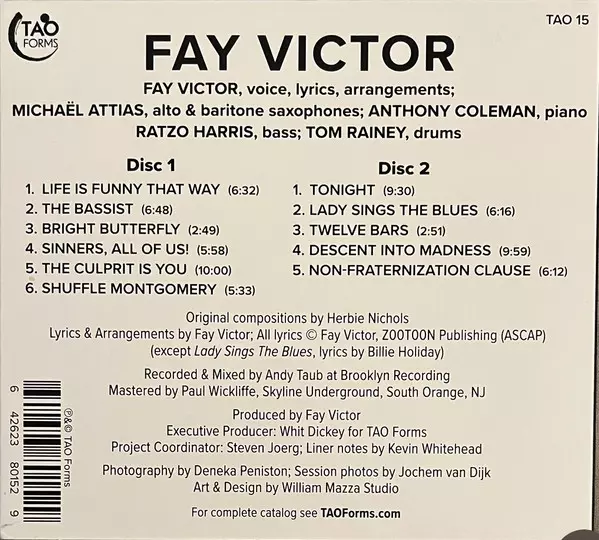 TAO
FORMS
TAO 15
FAY VICTOR
FAY VICTOR, voice, lyrics, arrangements;
MICHAËL ATTIAS, alto & baritone saxophones; ANTHONY COLEMAN, piano
RATZO HARRIS, bass; TOM RAINEY, drums
Disc 1
1. LIFE IS FUNNY THAT WAY (6:32)
2. THE BASSIST (6:48)
3. BRIGHT BUTTERFLY (2:49)
4. SINNERS, ALL OF US! (5:58)
5. THE CULPRIT IS YOU (10:00)
6. SHUFFLE MONTGOMERY (5:33)
Disc 2
1. TONIGHT (9:30)
2. LADY SINGS THE BLUES (6:16)
3. TWELVE BARS (2:51)
4. DESCENT INTO MADNESS (9:59)
5. NON-FRATERNIZATION CLAUSE (6:12)
Original compositions by Herbie Nichols
Lyrics & Arrangements by Fay Victor; All lyrics © Fay Victor, ZOOTOON Publishing (ASCAP)
(except Lady Sings The Blues, lyrics by Billie Holiday)
Recorded & Mixed by Andy Taub at Brooklyn Recording
Mastered by Paul Wickliffe, Skyline Underground, South Orange, NJ
Produced by Fay Victor
Executive Producer: Whit Dickey for TAO Forms
Project Coordinator: Steven Joerg; Liner notes by Kevin Whitehead
Photography by Deneka Peniston; Session photos by Jochem van Dijk
Art & Design by William Mazza Studio
For complete catalog see TAOForms.com
6 42623 80152 9
℗&© TAO Forms